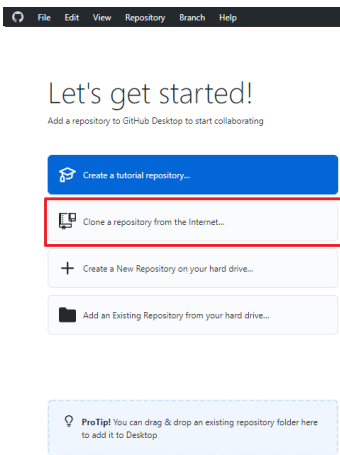 File Edit View Repository Branch Help
Let's get started!
Add a repository to GitHub Desktop to start collaborating
Create a tutorial repository...
Clone a repository from the Internet...
Create a New Repository on your hard drive...
Add an Existing Repository from your hard drive...
ProTip! You can drag & drop an existing repository folder here
to add it to Desktop